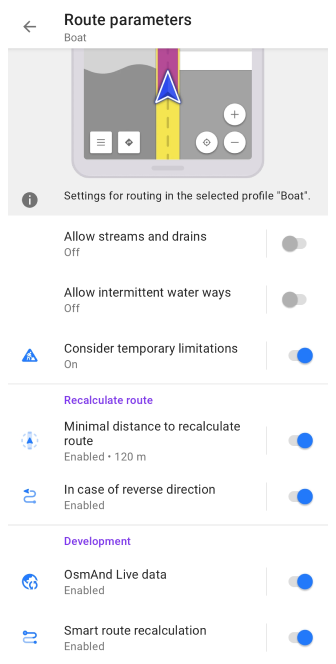 Route parameters
Boat
Settings for routing in the selected profile "Boat".
Allow streams and drains
Off
Allow intermittent water ways
Off
Consider temporary limitations
On
Recalculate route
Minimal distance to recalculate
route
Enabled • 120 m
In case of reverse direction
Enabled
Development
OsmAnd Live data
Enabled
Smart route recalculation
Enabled